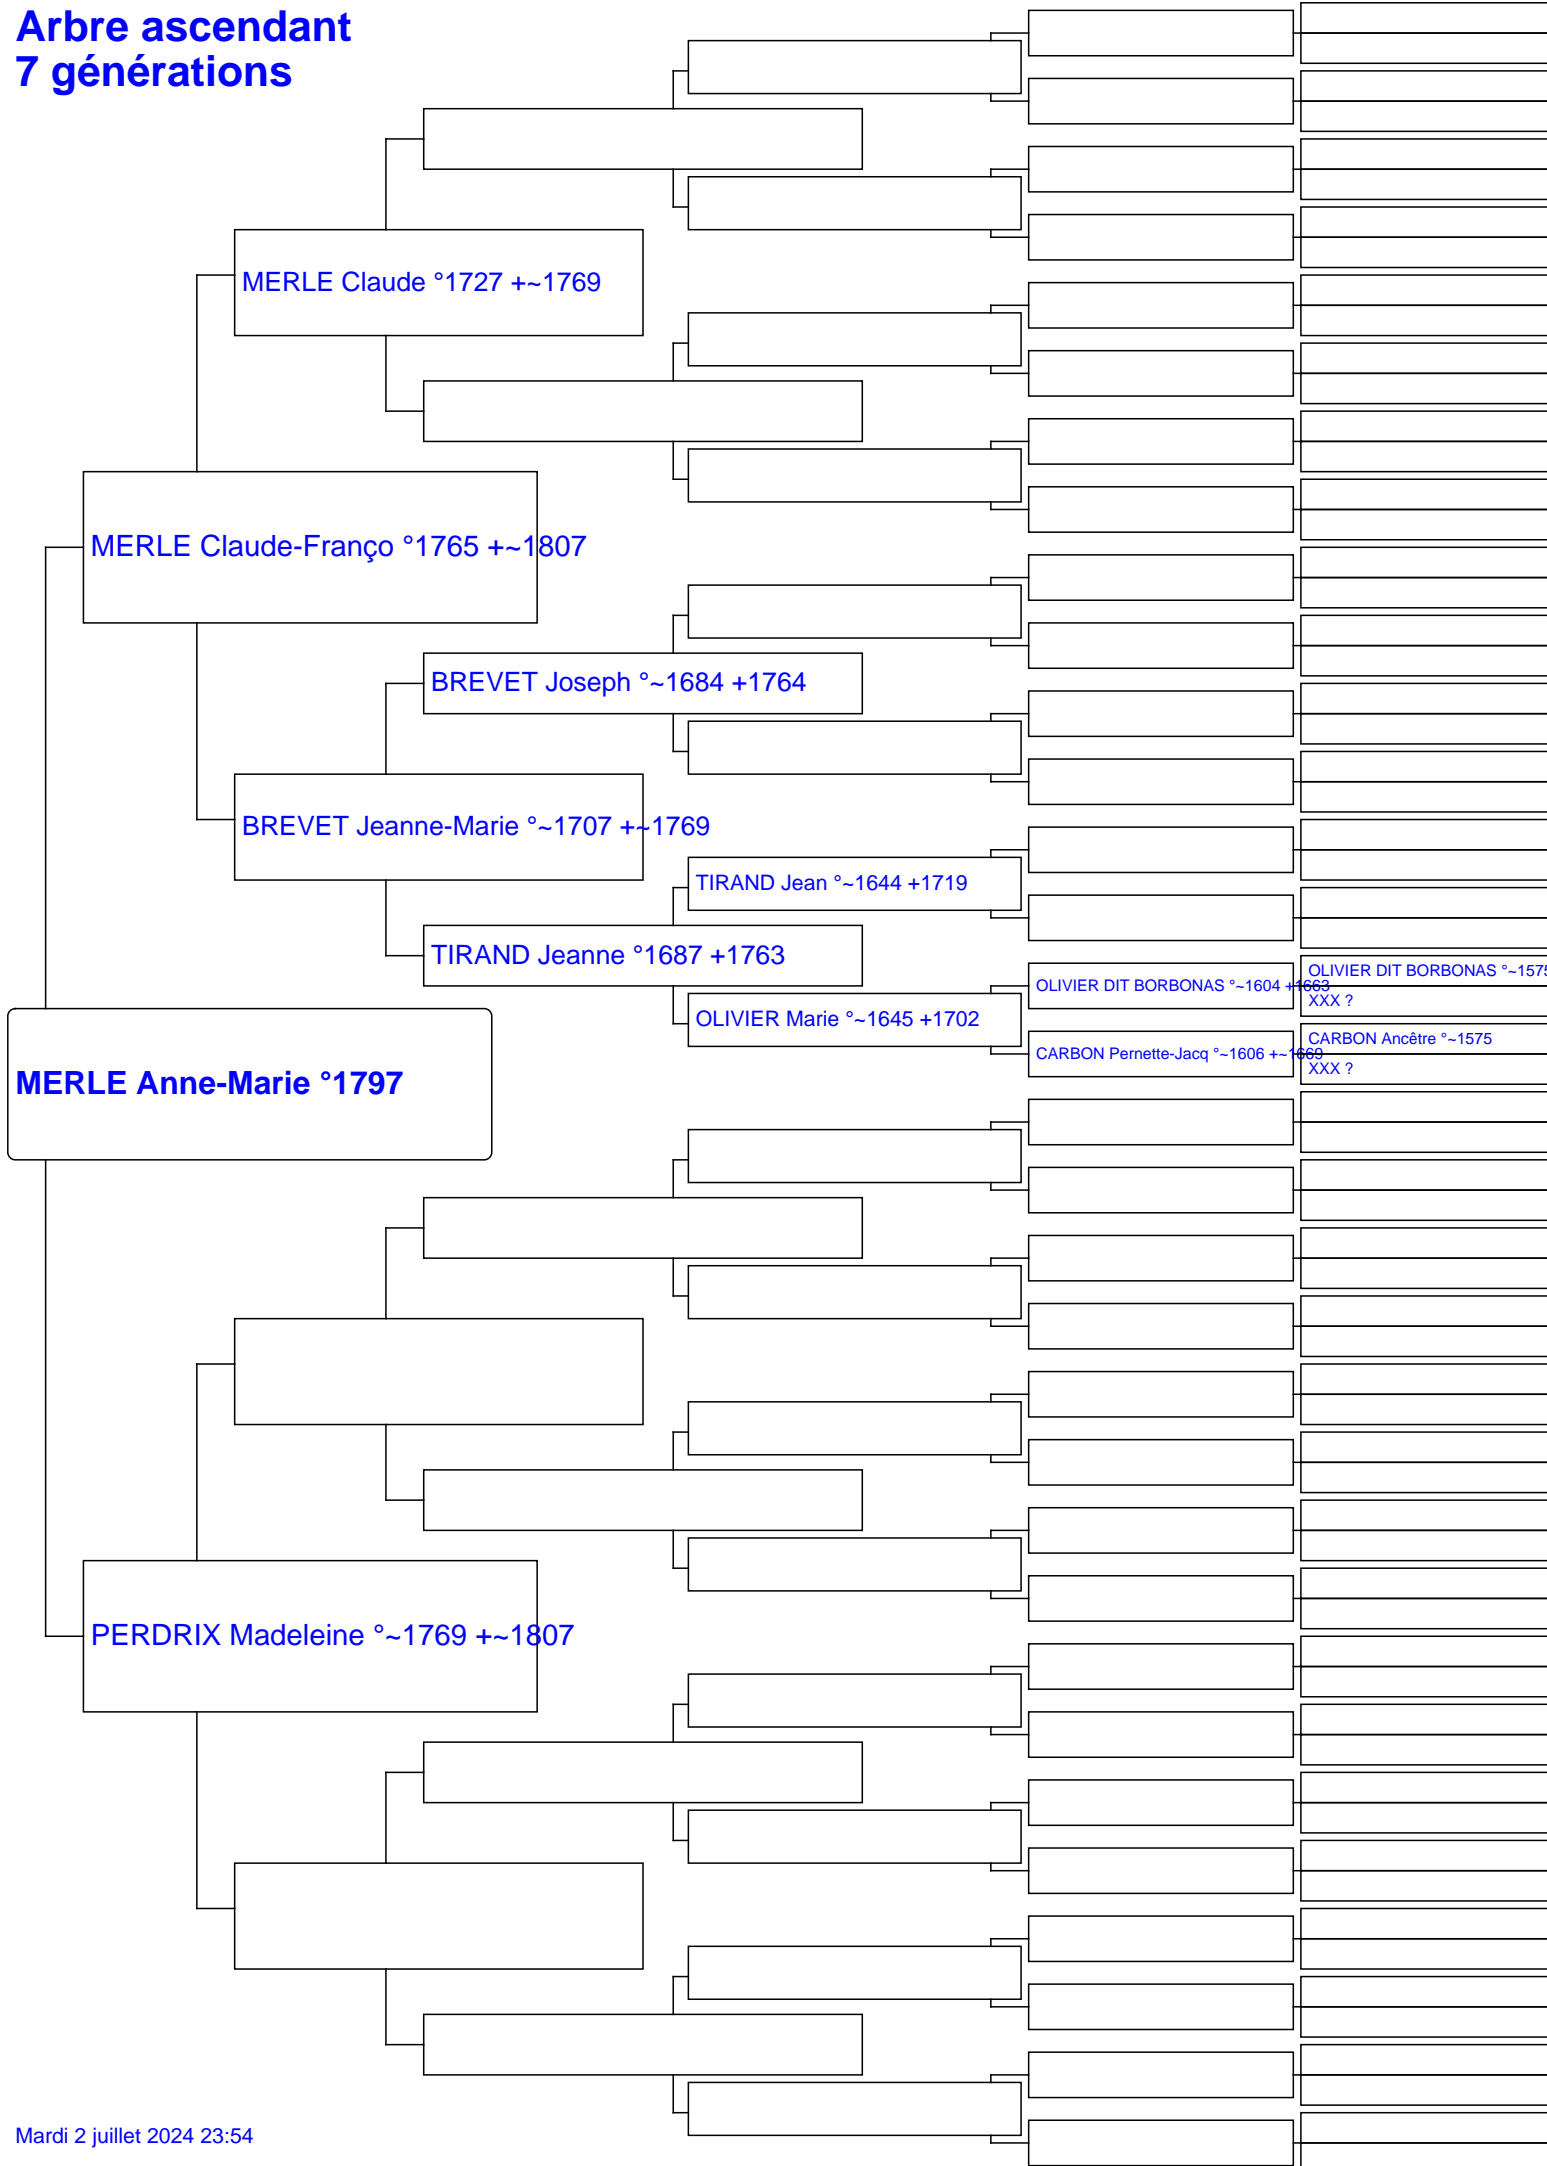 Arbre ascendant
7 générations
MERLE Claude °1727 +~1769
MERLE Claude-Franço °1765 +~1807
BREVET Joseph °~1684 +1764
BREVET Jeanne-Marie °~1707 +~1769
TIRAND Jean °~1644 +1719
TIRAND Jeanne °1687 +1763
OLIVIER DIT BORBONAS °~1604 +1663
OLIVIER DIT BORBONAS °~1575
XXX ?
OLIVIER Marie °~1645 +1702
CARBON Pernette-Jacq °~1606 +~1669
CARBON Ancêtre °~1575
XXX ?
MERLE Anne-Marie °1797
PERDRIX Madeleine °~1769 +~1807
Mardi 2 juillet 2024 23:54